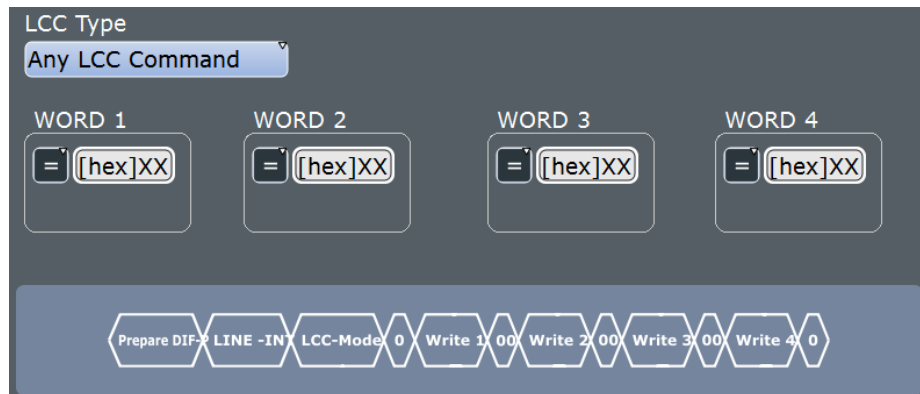 LCC Type
Any LCC Command
WORD 1 WORD 2 WORD 3 WORD 4
= [hex]XX = [hex]XX = [hex]XX = [hex]XX
Prepare DIF-P LINE -INT LCC-Mode 0 Write 1 00 Write 2 00 Write 3 00 Write 4 0